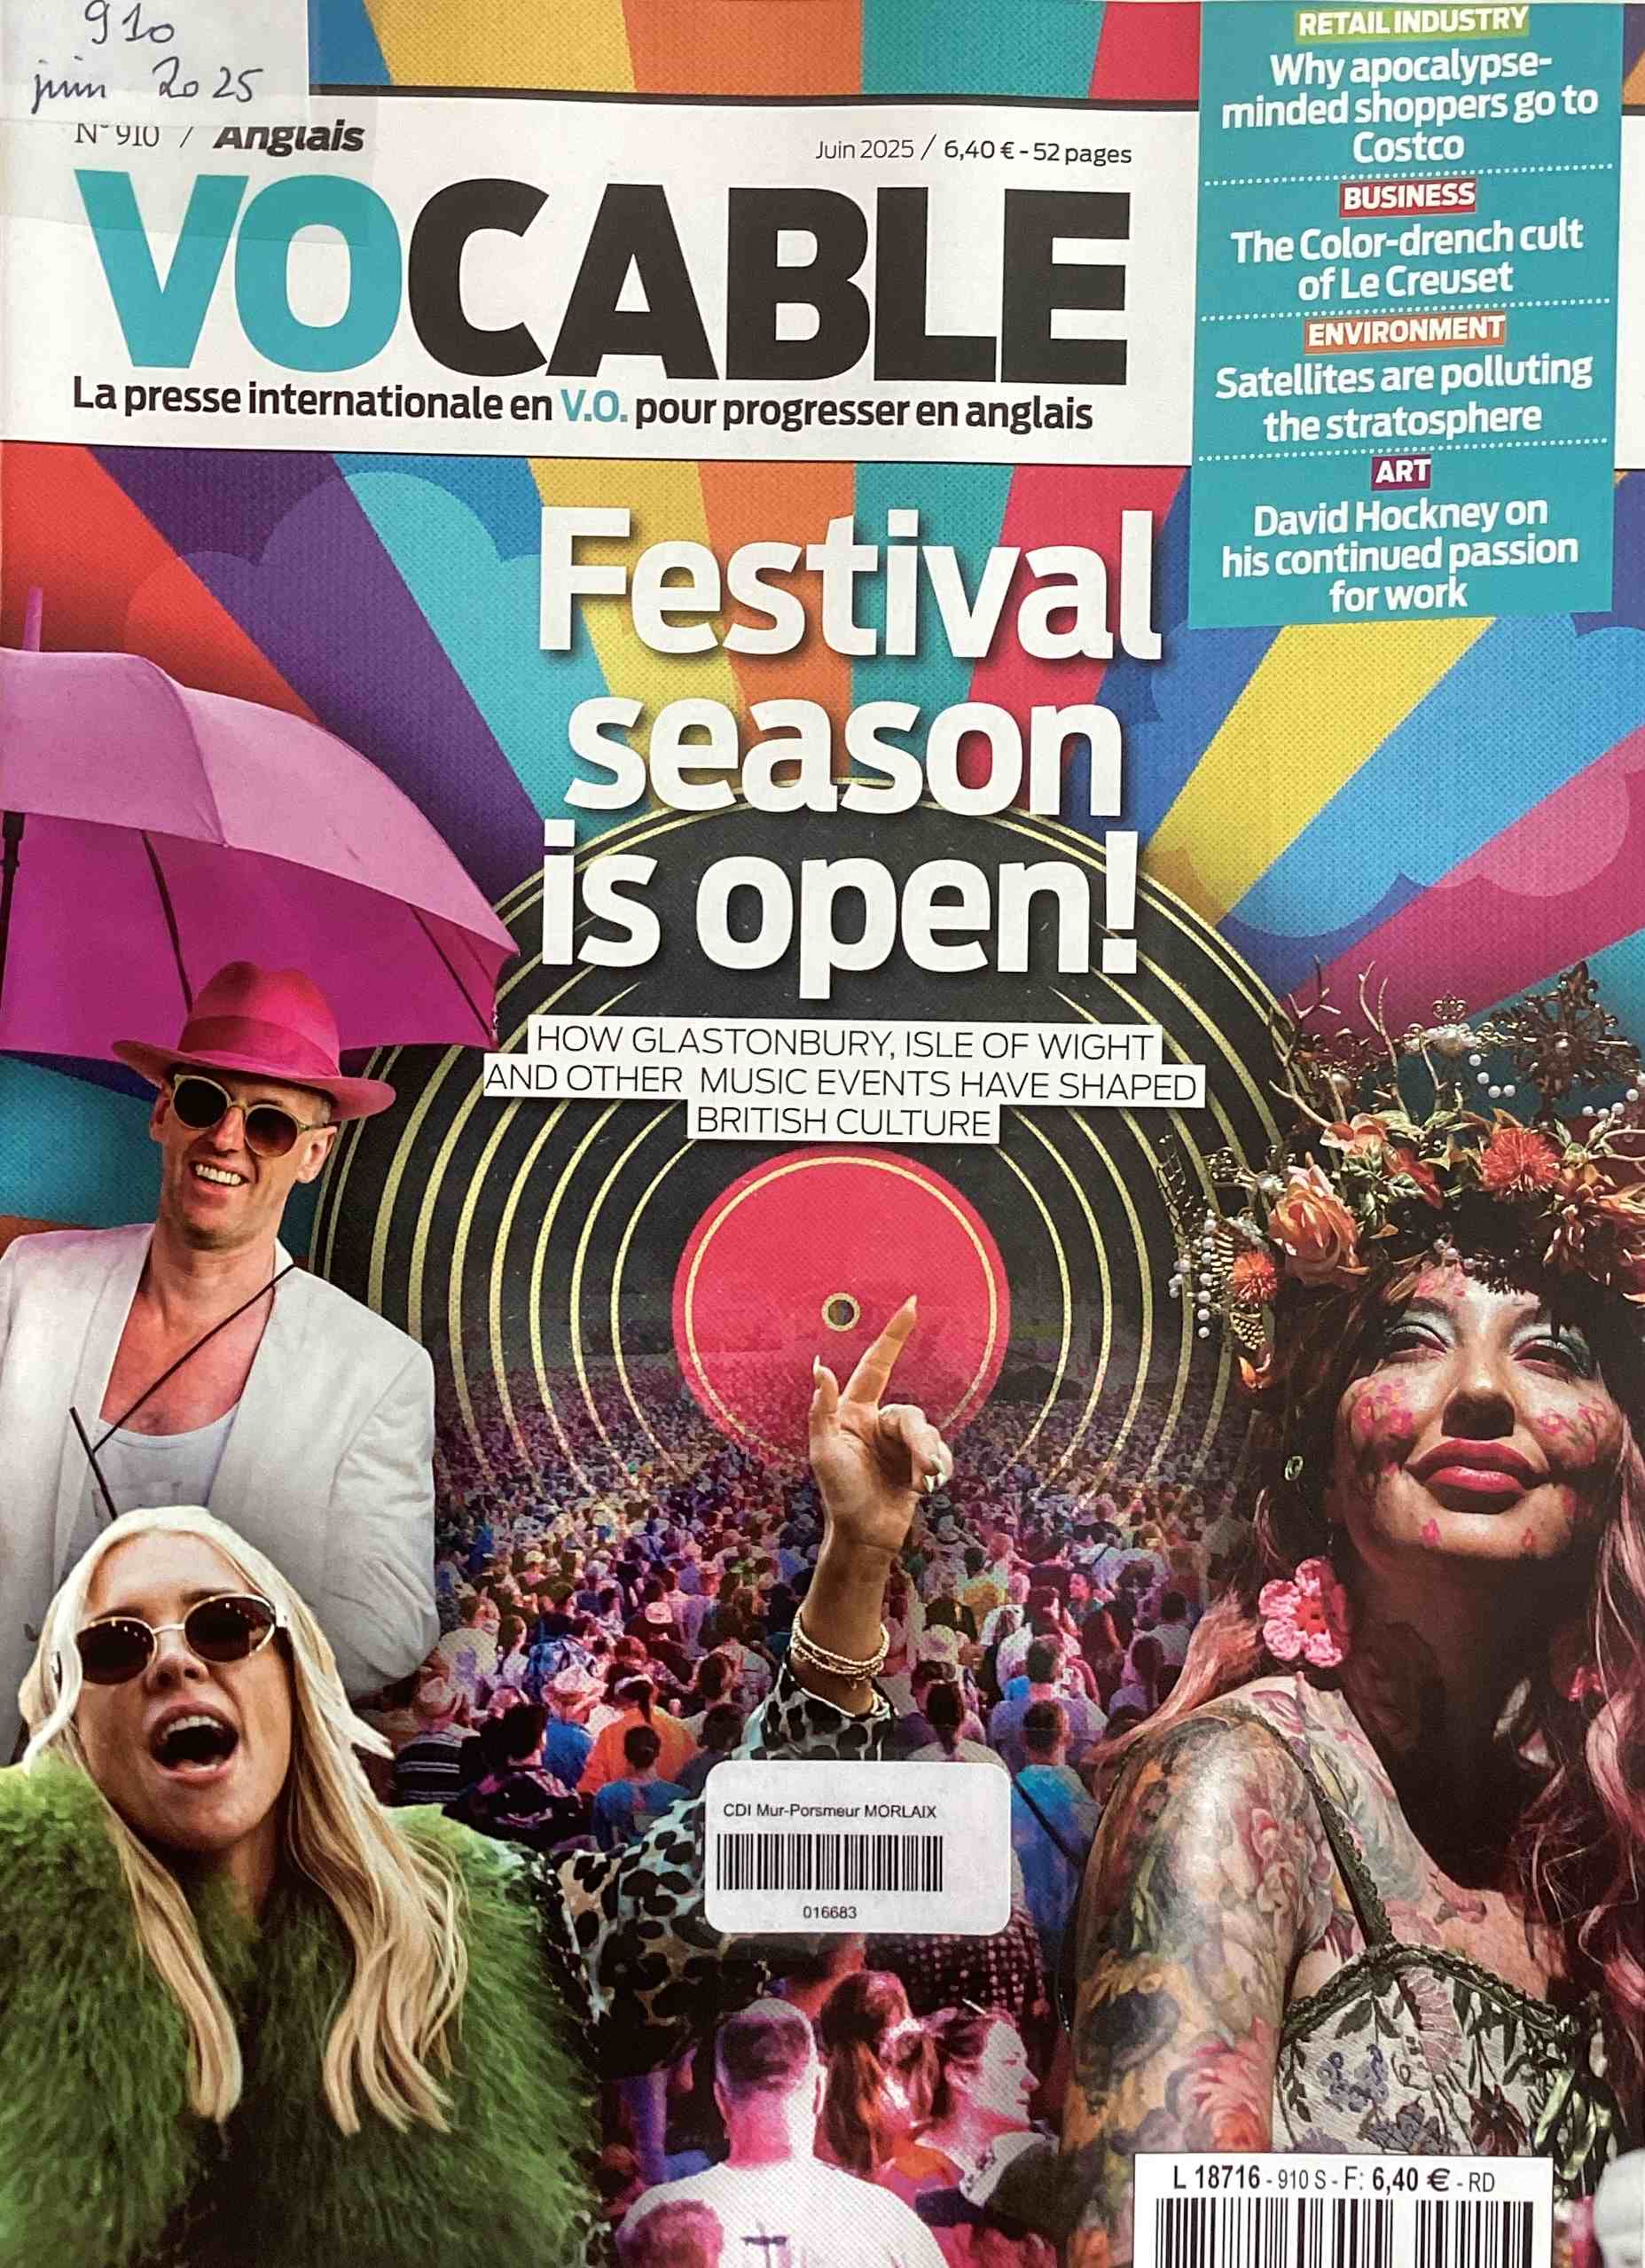 910
juin 2025
N° 910 / Anglais
Juin 2025 / 6,40 € - 52 pages
VOCABLE
La presse internationale en V.O. pour progresser en anglais
RETAIL INDUSTRY
Why apocalypse-
minded shoppers go to
Costco
BUSINESS
The Color-drench cult
of Le Creuset
ENVIRONMENT
Satellites are polluting
the stratosphere
ART
David Hockney on
his continued passion
for work
Festival
season
is open!
HOW GLASTONBURY, ISLE OF WIGHT
AND OTHER MUSIC EVENTS HAVE SHAPED
BRITISH CULTURE
CDI Mur-Porsmeur MORLAIX
016683
L 18716 - 910 S - F: 6,40 € - RD